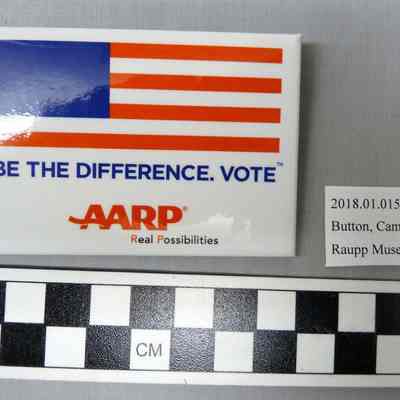 BE THE DIFFERENCE. VOTE™
AARP®
Real Possibilities
2018.01.015
Button, Cam
Raupp Muse
CM